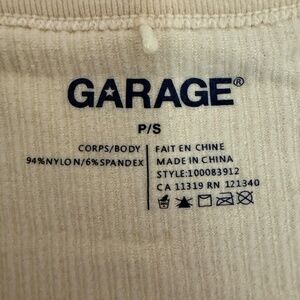 GARAGE®
P/S
CORPS/BODY
94%NYLON/6%SPANDEX
FAIT EN CHINE
MADE IN CHINA
STYLE:100083912
CA 11319 RN 121340